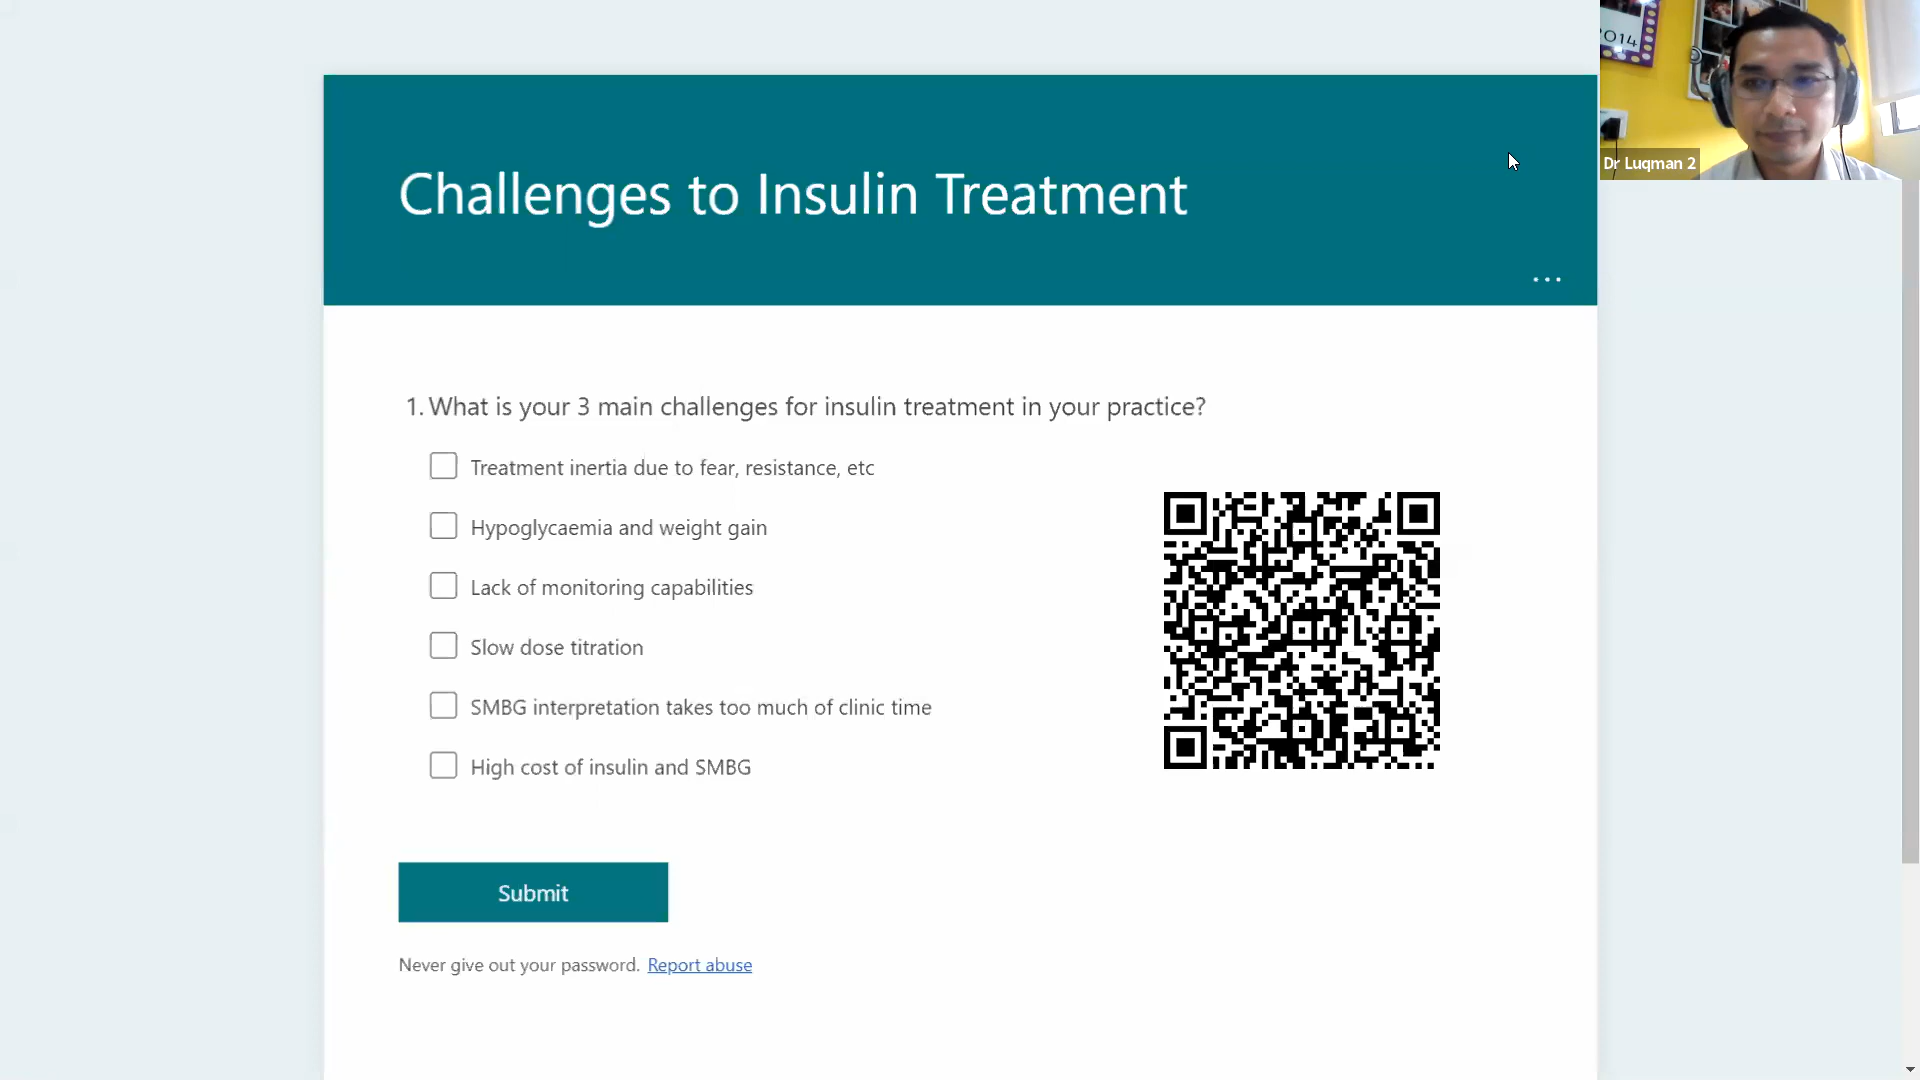 2014
Dr Luqman 2
Challenges to Insulin Treatment
...
1. What is your 3 main challenges for insulin treatment in your practice?
Treatment inertia due to fear, resistance, etc
Hypoglycaemia and weight gain
Lack of monitoring capabilities
Slow dose titration
SMBG interpretation takes too much of clinic time
High cost of insulin and SMBG
Submit
Never give out your password. Report abuse